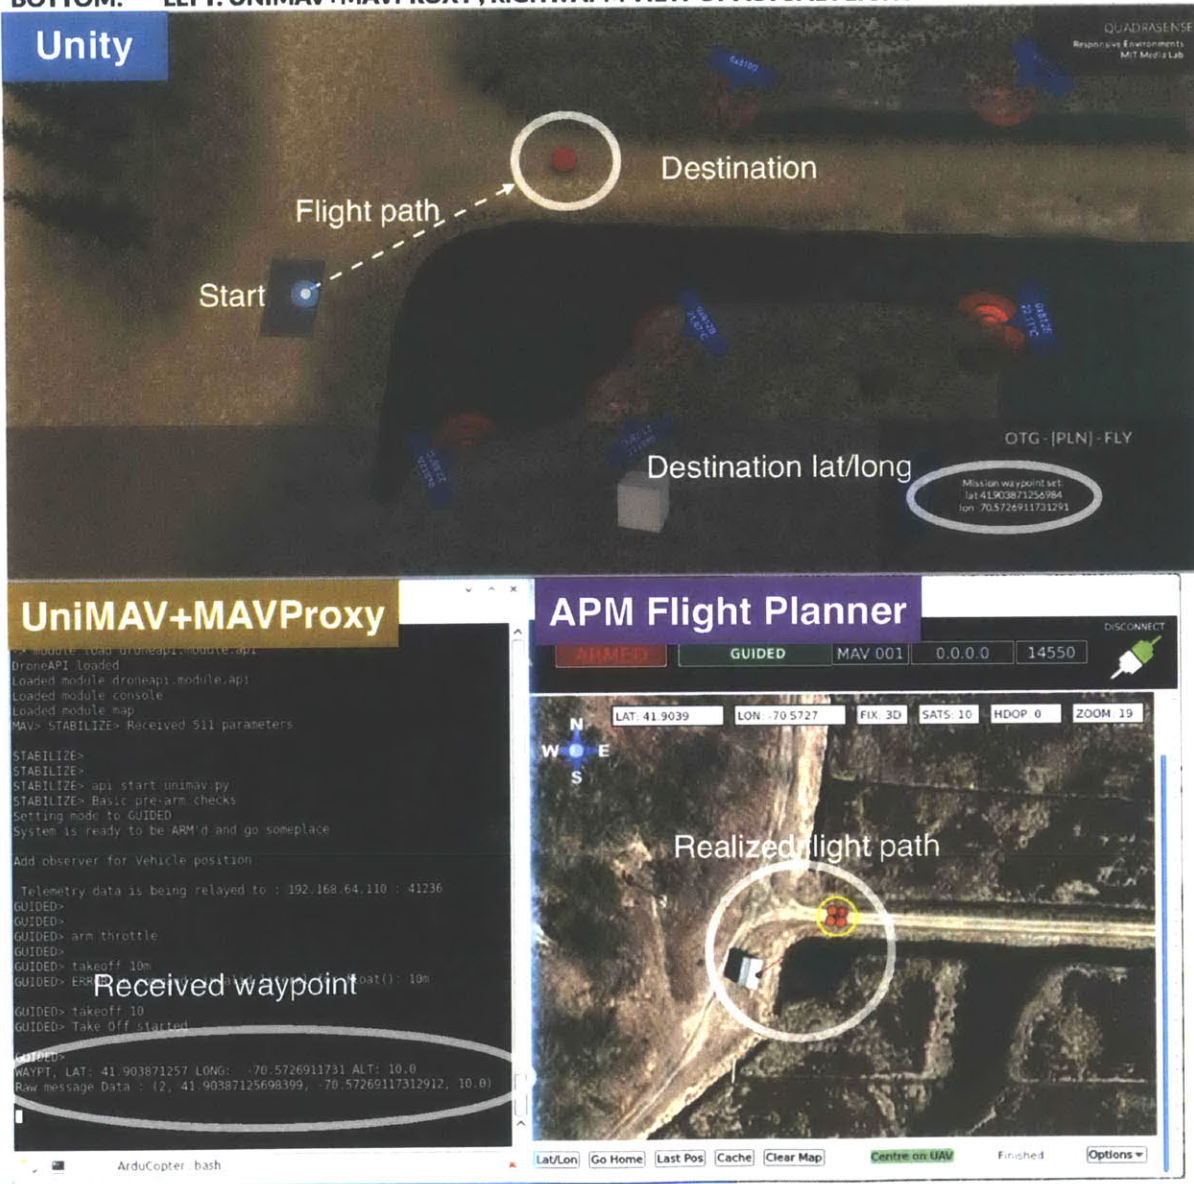 Unity
QUADRASENSE
Responsive Environments
MIT Media Lab
Destination
Flight path
Start
Destination lat/long
OTG - [PLN] - FLY
Mission waypoint set.
lat 41.903871256984
lon -70.5726911731291
UniMAV+MAVProxy
DroneAPI loaded
Loaded module droneapi.module.api
Loaded module console
Loaded module map
MAV> STABILIZE> Received 511 parameters
STABILIZE>
STABILIZE>
STABILIZE> api start unimav.py
STABILIZE> Basic pre-arm checks
Setting mode to GUIDED
System is ready to be ARM'd and go someplace
Add observer for Vehicle position
Telemetry data is being relayed to : 192.168.64.110 : 41236
GUIDED>
GUIDED>
GUIDED> arm throttle
GUIDED>
GUIDED> takeoff 10m
GUIDED> 10m
Received waypoint
GUIDED> takeoff 10
GUIDED> Take Off started
GUIDED>
WAYPT, LAT: 41.903871257 LONG: -70.5726911731 ALT: 10.0
Raw message Data : (2, 41.90387125698399, -70.57269117312912, 10.0)
ArduCopter : bash
APM Flight Planner
DISCONNECT
ARMED GUIDED MAV 001 0.0.0.0 14550
LAT: 41.9039 LON: -70.5727 FIX: 3D SATS: 10 HDOP: 0 ZOOM: 19
N
W E
S
Realized flight path
Lat/Lon Go Home Last Pos Cache Clear Map Centre on UAV Finished Options